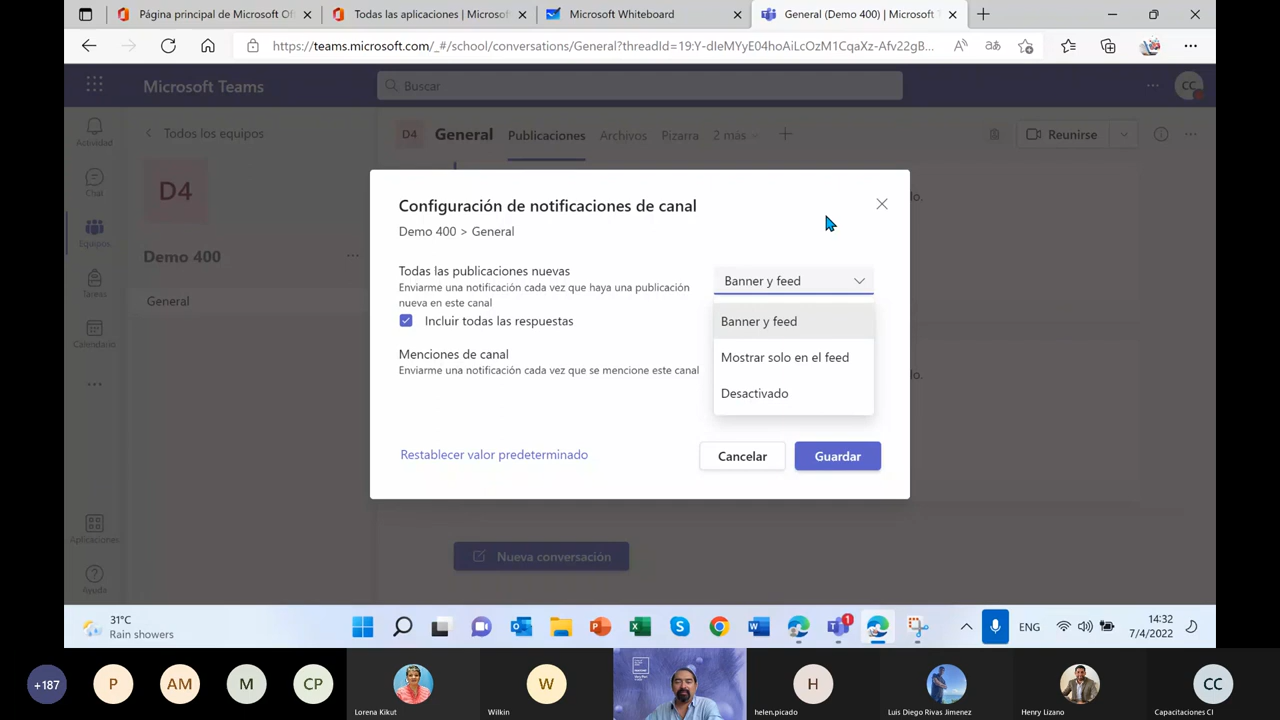 Página principal de Microsoft Of
Todas las aplicaciones | Microsof
Microsoft Whiteboard
General (Demo 400) | Microsoft T
https://teams.microsoft.com/_#/school/conversations/General?threadId=19:Y-dIeMYyE04hoAiLcOzM1CqaXz-Afv22gB...
Microsoft Teams
Buscar
CC
Actividad
Chat
Equipos
Tareas
Calendario
Aplicaciones
Ayuda
Todos los equipos
D4
Demo 400
General
D4
General
Publicaciones
Archivos
Pizarra
2 más
Reunirse
Configuración de notificaciones de canal
Demo 400 > General
Todas las publicaciones nuevas
Enviarme una notificación cada vez que haya una publicación
nueva en este canal
Incluir todas las respuestas
Menciones de canal
Enviarme una notificación cada vez que se mencione este canal
Banner y feed
Banner y feed
Mostrar solo en el feed
Desactivado
Restablecer valor predeterminado
Cancelar
Guardar
lo.
do.
Nueva conversación
31°C
Rain showers
1
ENG
14:32
7/4/2022
+187
P
AM
M
CP
Lorena Kikut
W
Wilkin
H
helen.picado
Luis Diego Rivas Jimenez
Henry Lizano
CC
Capacitaciones CI